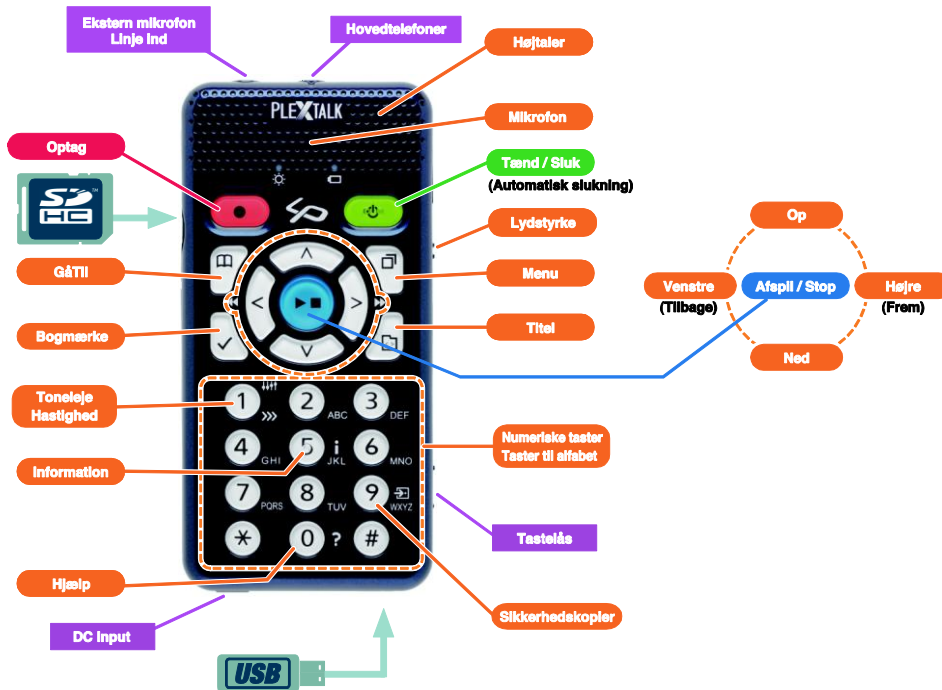 Ekstern mikrofon
Linje ind
Hovedtelefoner
Højtaler
PLEXTALK
Mikrofon
Optag
Tænd / Sluk
(Automatisk slukning)
SD
HC
TM
Lydstyrke
Op
GåTil
Menu
Venstre
(Tilbage)
Afspil / Stop
Højre
(Frem)
Bogmærke
Titel
Ned
Toneleje
Hastighed
1
2 ABC
3 DEF
Numeriske taster
Taster til alfabet
4 GHI
5 i JKL
6 MNO
Information
7 PQRS
8 TUV
9 WXYZ
Tastelås
* 0 ? #
Hjælp
Sikkerhedskopier
DC input
USB